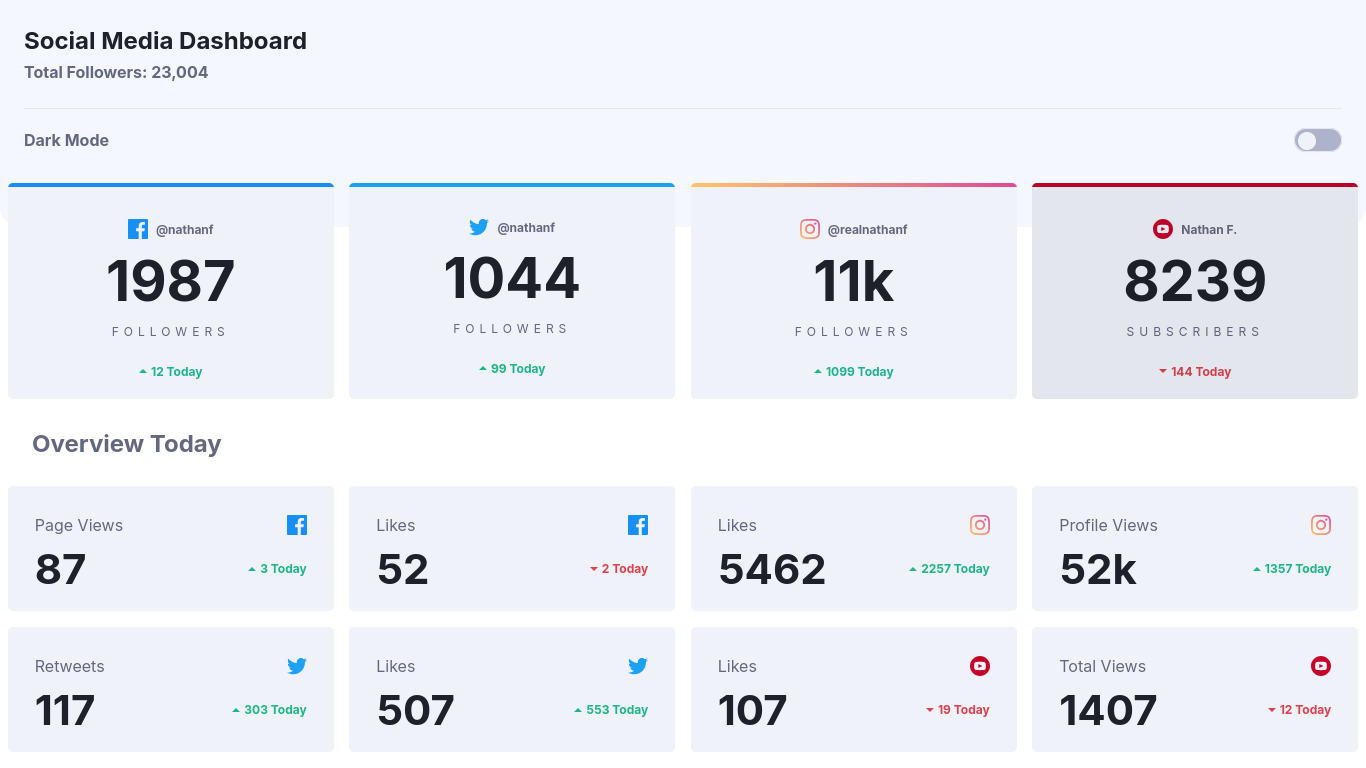 Social Media Dashboard
Total Followers: 23,004
Dark Mode
@nathanf
1987
FOLLOWERS
12 Today
@nathanf
1044
FOLLOWERS
99 Today
@realnathanf
11k
FOLLOWERS
1099 Today
Nathan F.
8239
SUBSCRIBERS
144 Today
Overview Today
Page Views
87
3 Today
Likes
52
2 Today
Likes
5462
2257 Today
Profile Views
52k
1357 Today
Retweets
117
303 Today
Likes
507
553 Today
Likes
107
19 Today
Total Views
1407
12 Today